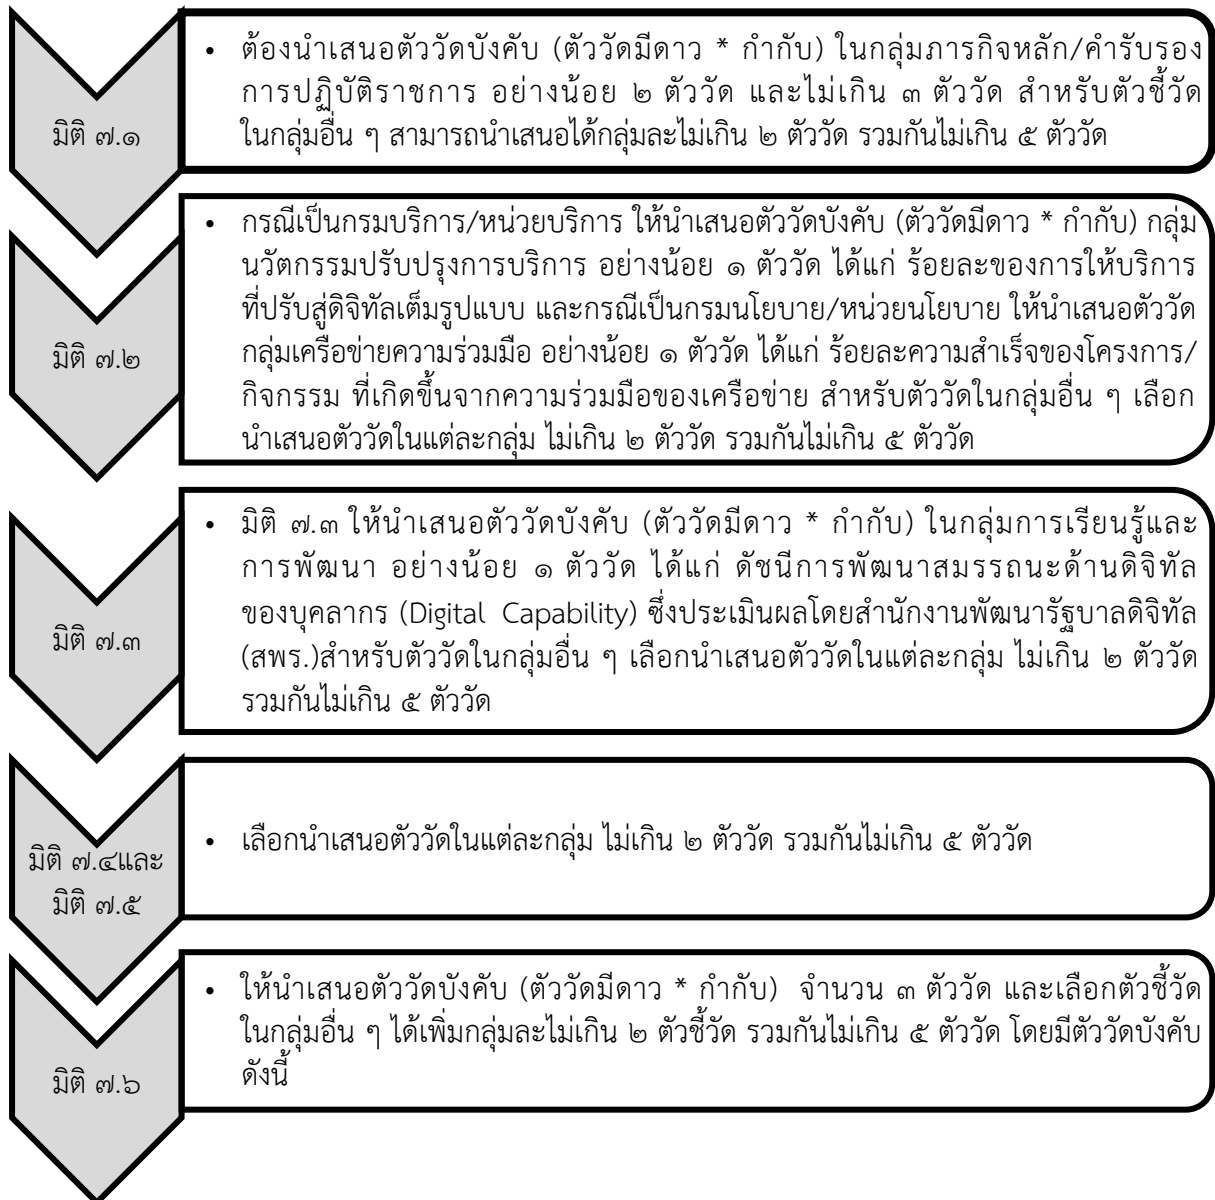 มิติ ๗.๑
• ต้องนำเสนอตัววัดบังคับ (ตัววัดมีดาว * กำกับ) ในกลุ่มภารกิจหลัก/คำรับรอง
การปฏิบัติราชการ อย่างน้อย ๒ ตัววัด และไม่เกิน ๓ ตัววัด สำหรับตัวชี้วัด
ในกลุ่มอื่น ๆ สามารถนำเสนอได้กลุ่มละไม่เกิน ๒ ตัววัด รวมกันไม่เกิน ๕ ตัววัด
มิติ ๗.๒
• กรณีเป็นกรมบริการ/หน่วยบริการ ให้นำเสนอตัววัดบังคับ (ตัววัดมีดาว * กำกับ) กลุ่ม
นวัตกรรมปรับปรุงการบริการ อย่างน้อย ๑ ตัววัด ได้แก่ ร้อยละของการให้บริการ
ที่ปรับสู่ดิจิทัลเต็มรูปแบบ และกรณีเป็นกรมนโยบาย/หน่วยนโยบาย ให้นำเสนอตัววัด
กลุ่มเครือข่ายความร่วมมือ อย่างน้อย ๑ ตัววัด ได้แก่ ร้อยละความสำเร็จของโครงการ/
กิจกรรม ที่เกิดขึ้นจากความร่วมมือของเครือข่าย สำหรับตัววัดในกลุ่มอื่น ๆ เลือก
นำเสนอตัววัดในแต่ละกลุ่ม ไม่เกิน ๒ ตัววัด รวมกันไม่เกิน ๕ ตัววัด
มิติ ๗.๓
• มิติ ๗.๓ ให้นำเสนอตัววัดบังคับ (ตัววัดมีดาว * กำกับ) ในกลุ่มการเรียนรู้และ
การพัฒนา อย่างน้อย ๑ ตัววัด ได้แก่ ดัชนีการพัฒนาสมรรถนะด้านดิจิทัล
ของบุคลากร (Digital Capability) ซึ่งประเมินผลโดยสำนักงานพัฒนารัฐบาลดิจิทัล
(สพร.)สำหรับตัววัดในกลุ่มอื่น ๆ เลือกนำเสนอตัววัดในแต่ละกลุ่ม ไม่เกิน ๒ ตัววัด
รวมกันไม่เกิน ๕ ตัววัด
มิติ ๗.๔และ
มิติ ๗.๕
• เลือกนำเสนอตัววัดในแต่ละกลุ่ม ไม่เกิน ๒ ตัววัด รวมกันไม่เกิน ๕ ตัววัด
มิติ ๗.๖
• ให้นำเสนอตัววัดบังคับ (ตัววัดมีดาว * กำกับ) จำนวน ๓ ตัววัด และเลือกตัวชี้วัด
ในกลุ่มอื่น ๆ ได้เพิ่มกลุ่มละไม่เกิน ๒ ตัวชี้วัด รวมกันไม่เกิน ๕ ตัววัด โดยมีตัววัดบังคับ
ดังนี้